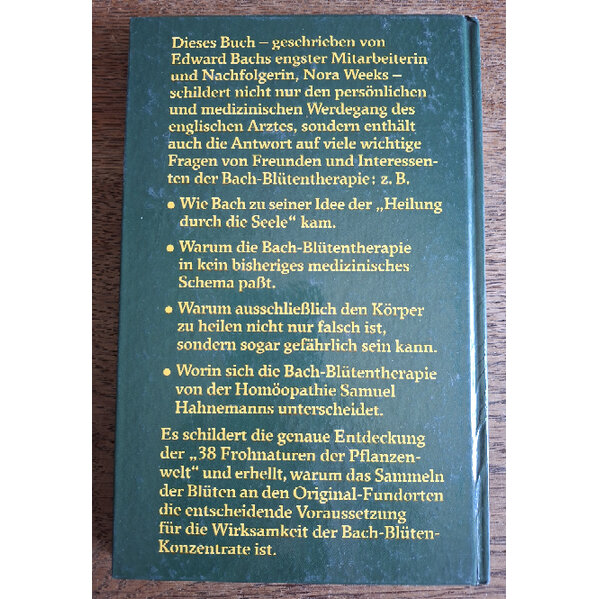 Dieses Buch – geschrieben von
Edward Bachs engster Mitarbeiterin
und Nachfolgerin, Nora Weeks –
schildert nicht nur den persönlichen
und medizinischen Werdegang des
englischen Arztes, sondern enthält
auch die Antwort auf viele wichtige
Fragen von Freunden und Interessen-
ten der Bach-Blütentherapie: z. B.
• Wie Bach zu seiner Idee der „Heilung
durch die Seele“ kam.
• Warum die Bach-Blütentherapie
in kein bisheriges medizinisches
Schema paßt.
• Warum ausschließlich den Körper
zu heilen nicht nur falsch ist,
sondern sogar gefährlich sein kann.
• Worin sich die Bach-Blütentherapie
von der Homöopathie Samuel
Hahnemanns unterscheidet.
Es schildert die genaue Entdeckung
der „38 Frohnaturen der Pflanzen-
welt“ und erhellt, warum das Sammeln
der Blüten an den Original-Fundorten
die entscheidende Voraussetzung
für die Wirksamkeit der Bach-Blüten-
Konzentrate ist.